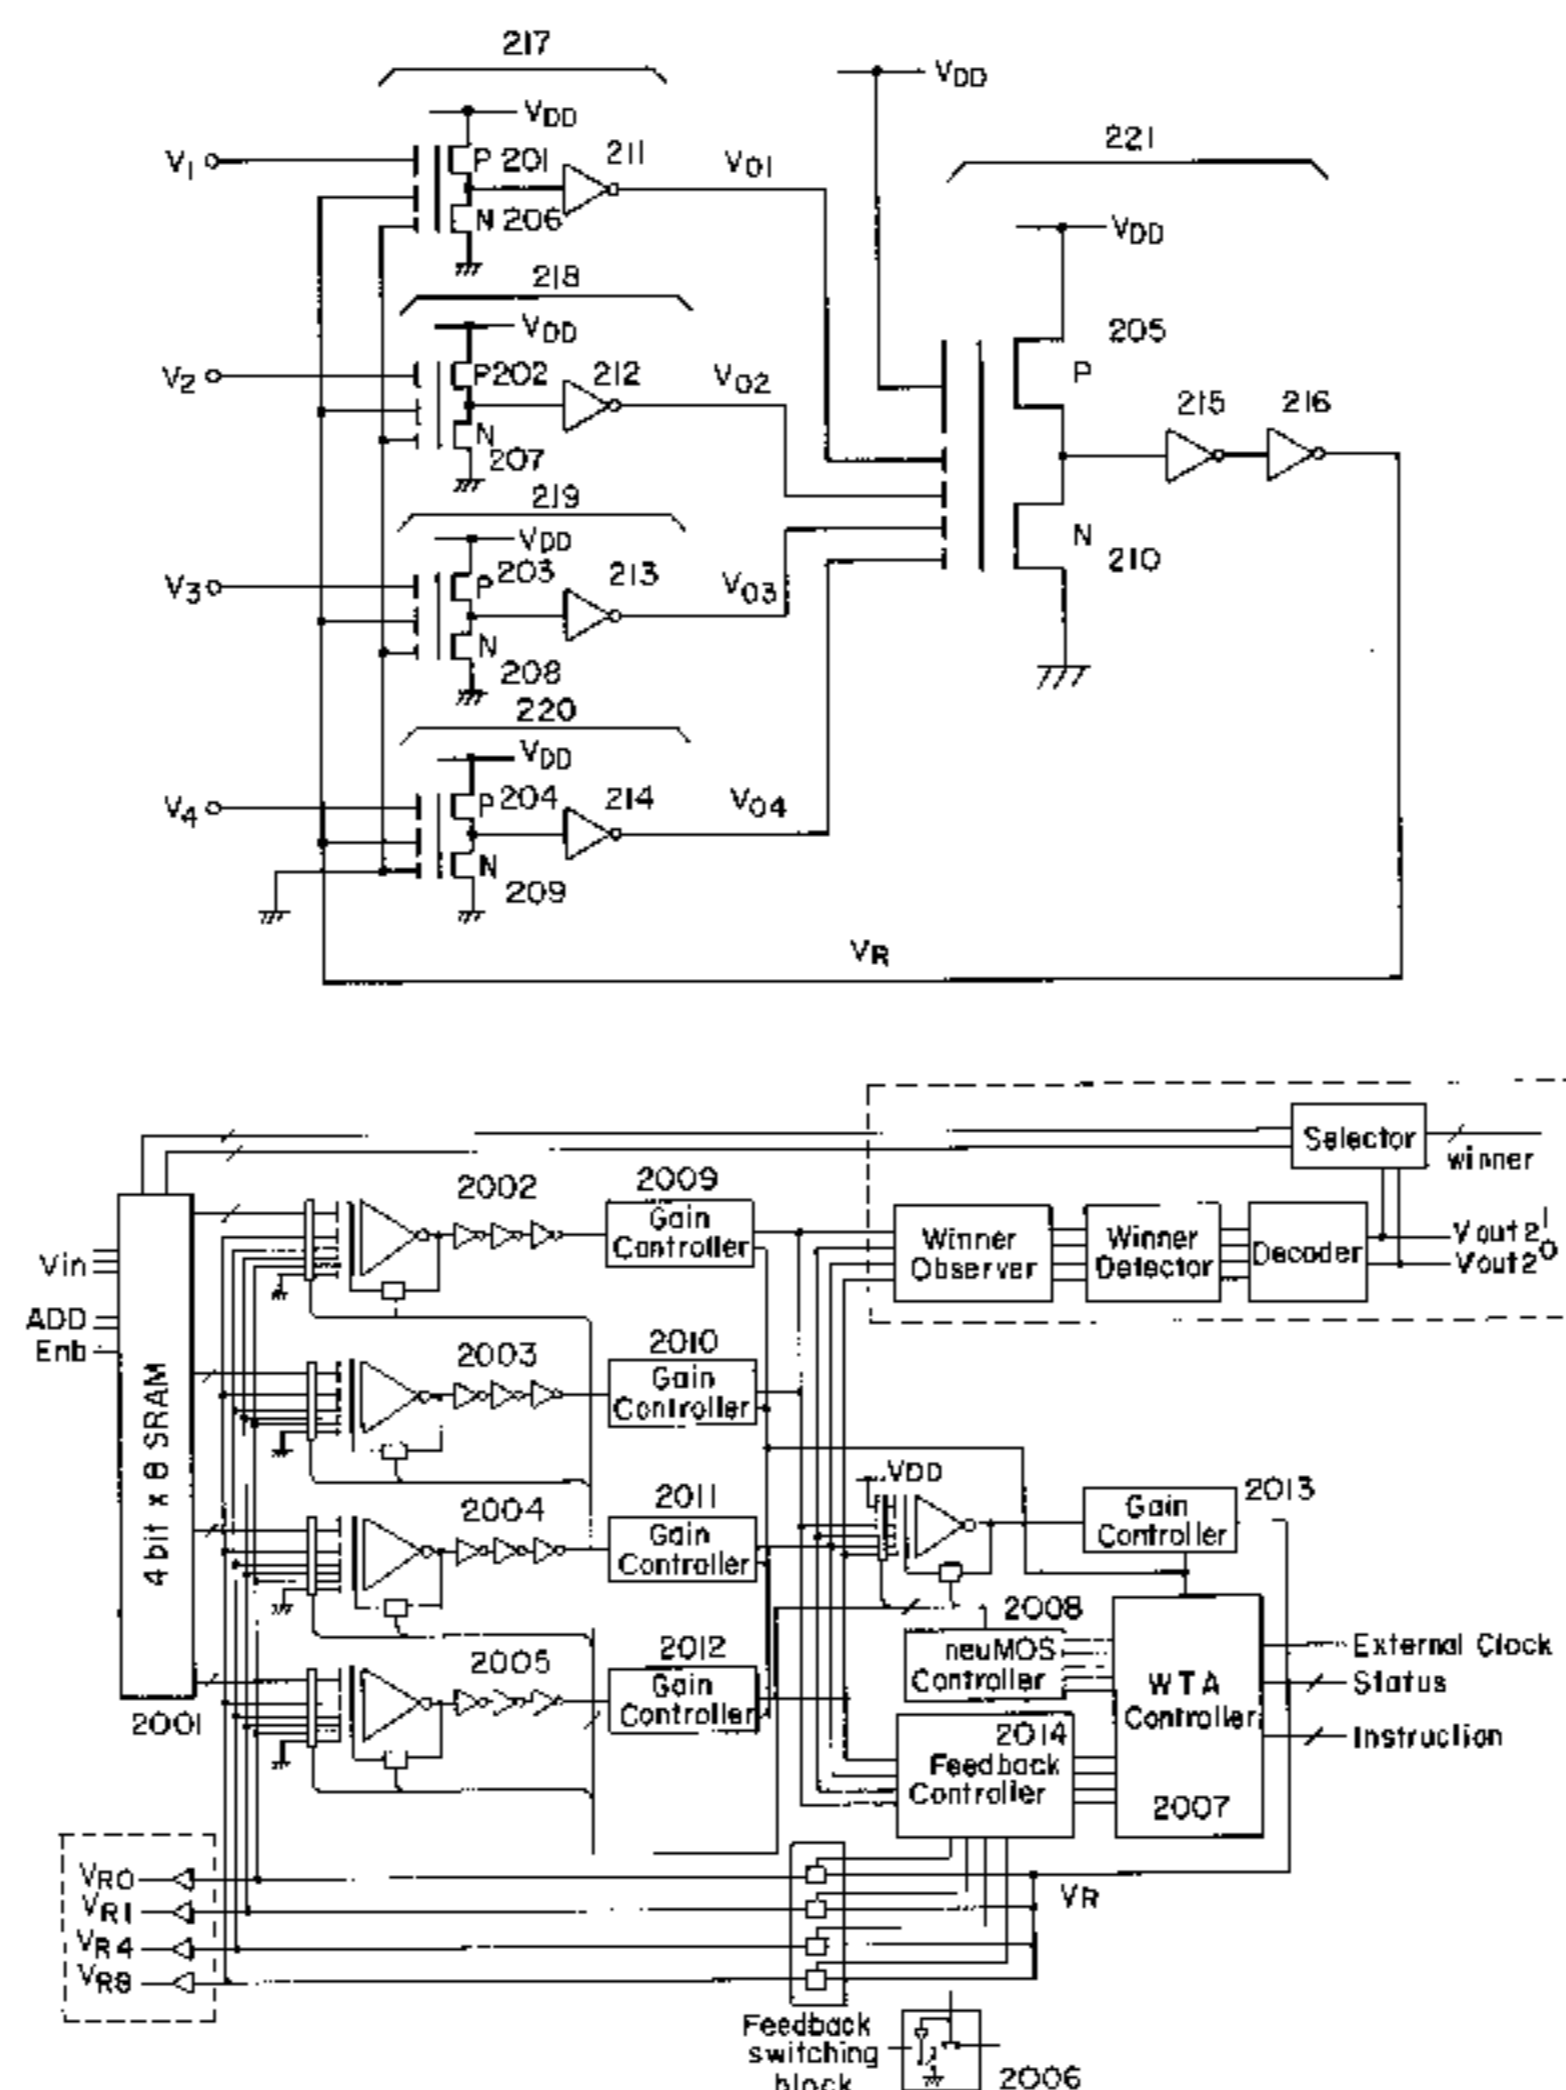 217
VDD
V1
P 201
211
V01
N 206
VDD
221
VDD
218
VDD
V2
P202
212
V02
N
207
205
P
215
216
219
VDD
V3
P 203
213
V03
N
208
N
210
220
VDD
V4
P 204
214
V04
N
209
VR
Selector
winner
2002
2009
Gain
Controller
Winner
Observer
Winner
Detector
Decoder
Vout2^1
Vout2^0
Vin
ADD
Enb
4 bit x 8 SRAM
2001
2003
2010
Gain
Controller
2004
2011
Gain
Controller
VDD
Gain
Controller
2013
2005
2012
Gain
Controller
2008
neuMOS
Controller
WTA
Controller
2007
External Clock
Status
Instruction
2014
Feedback
Controller
VR0
VR1
VR4
VR8
VR
Feedback
switching
block
2006